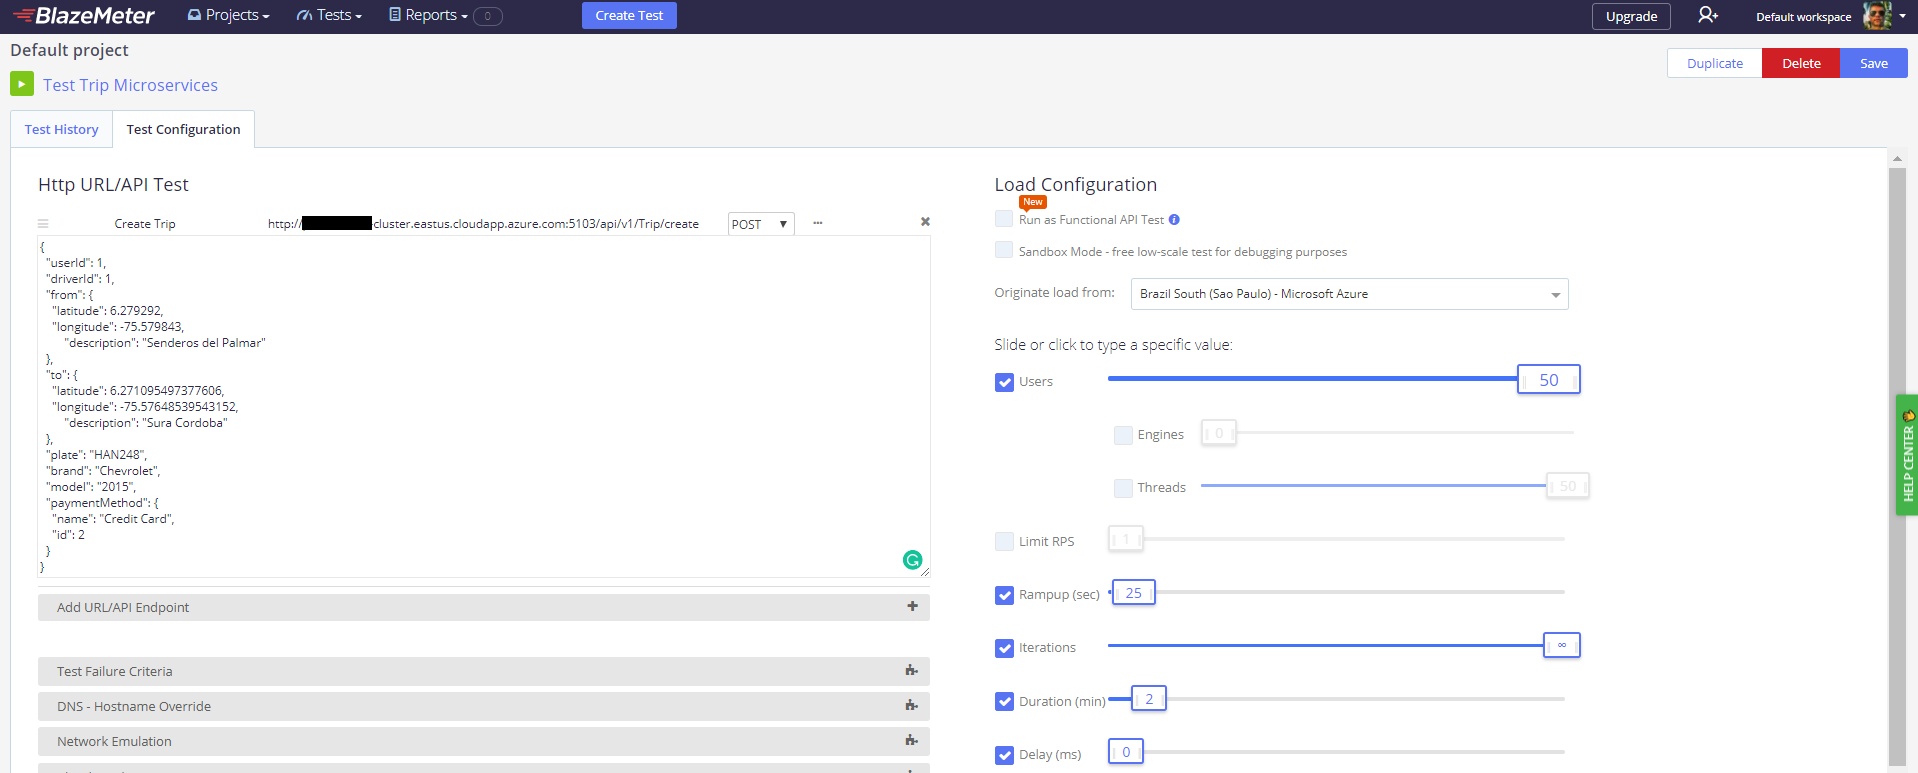 BlazeMeter Projects Tests Reports 0 Create Test Upgrade Default workspace
Default project
Duplicate Delete Save
Test Trip Microservices
Test History Test Configuration
Http URL/API Test
Create Trip http:// -cluster.eastus.cloudapp.azure.com:5103/api/v1/Trip/create POST ▼ ...
{
"userId": 1,
"driverId": 1,
"from": {
"latitude": 6.279292,
"longitude": -75.579843,
"description": "Senderos del Palmar"
},
"to": {
"latitude": 6.271095497377606,
"longitude": -75.57648539543152,
"description": "Sura Cordoba"
},
"plate": "HAN248",
"brand": "Chevrolet",
"model": "2015",
"paymentMethod": {
"name": "Credit Card",
"id": 2
}
}
Add URL/API Endpoint +
Test Failure Criteria
DNS - Hostname Override
Network Emulation
Load Configuration
New
Run as Functional API Test
Sandbox Mode - free low-scale test for debugging purposes
Originate load from: Brazil South (Sao Paulo) - Microsoft Azure
Slide or click to type a specific value:
Users 50
Engines 0
Threads 50
Limit RPS 1
Rampup (sec) 25
Iterations ∞
Duration (min) 2
Delay (ms) 0
HELP CENTER